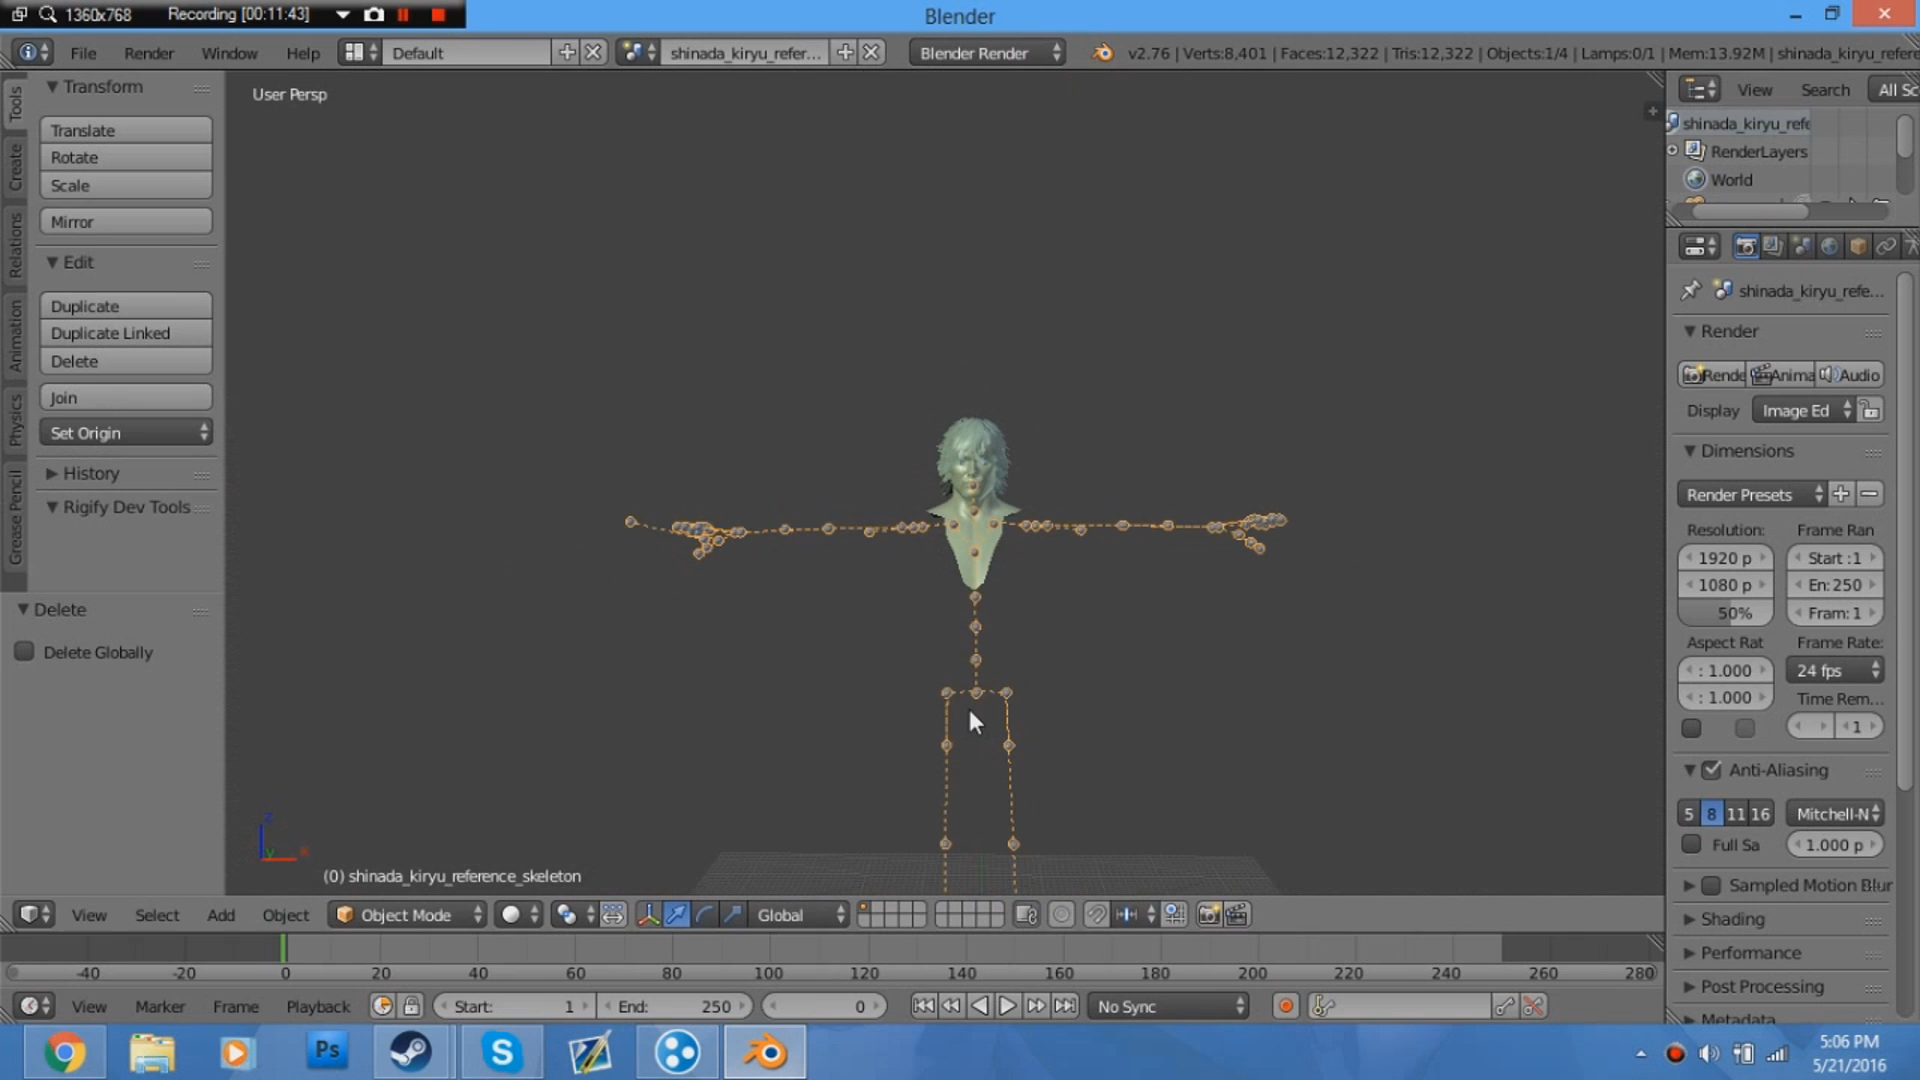 1360x768
Recording [00:11:43]
Blender
File Render Window Help
Default
shinada_kiryu_refer...
Blender Render
v2.76 | Verts:8,401 | Faces:12,322 | Tris:12,322 | Objects:1/4 | Lamps:0/1 | Mem:13.92M | shinada_kiryu_refere
Tools
Create
Relations
Animation
Physics
Grease Pencil
Transform
Translate
Rotate
Scale
Mirror
Edit
Duplicate
Duplicate Linked
Delete
Join
Set Origin
History
Rigify Dev Tools
Delete
Delete Globally
User Persp
(0) shinada_kiryu_reference_skeleton
View Search All Sc
shinada_kiryu_refe
RenderLayers
World
shinada_kiryu_refe...
Render
Rende Anima Audio
Display Image Ed
Dimensions
Render Presets
Resolution: Frame Ran
1920 p Start :1
1080 p En: 250
50% Fram: 1
Aspect Rat Frame Rate:
: 1.000 24 fps
: 1.000 Time Rem...
1
Anti-Aliasing
5 8 11 16 Mitchell-N
Full Sa 1.000 p
Sampled Motion Blur
Shading
Performance
Post Processing
Metadata
View Select Add Object Object Mode Global
-40 -20 0 20 40 60 80 100 120 140 160 180 200 220 240 260 280
View Marker Frame Playback Start: 1 End: 250 0 No Sync
Ps
5:06 PM
5/21/2016